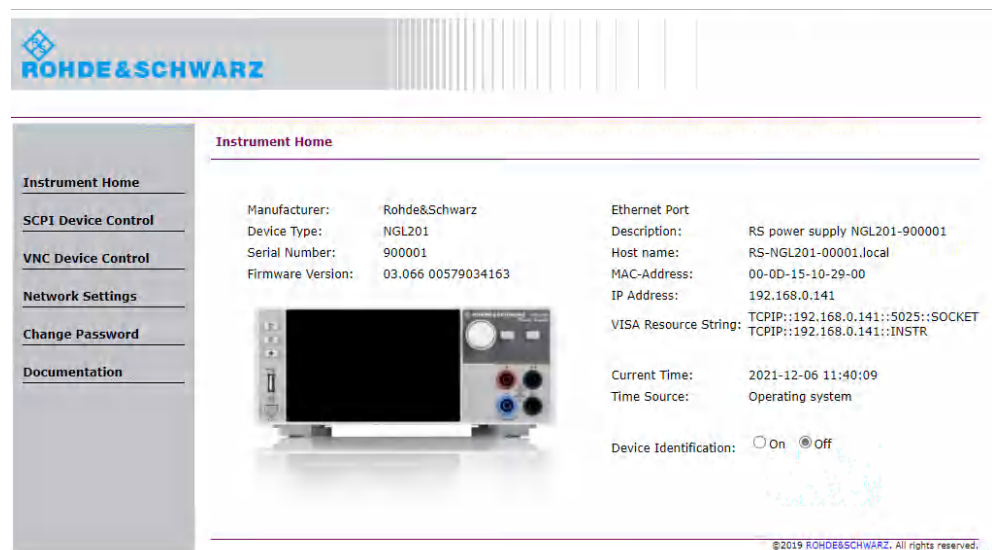 ROHDE&SCHWARZ
Instrument Home
Instrument Home
SCPI Device Control
VNC Device Control
Network Settings
Change Password
Documentation
Manufacturer: Rohde&Schwarz
Device Type: NGL201
Serial Number: 900001
Firmware Version: 03.066 00579034163
Ethernet Port
Description: RS power supply NGL201-900001
Host name: RS-NGL201-00001.local
MAC-Address: 00-0D-15-10-29-00
IP Address: 192.168.0.141
VISA Resource String: TCPIP::192.168.0.141::5025::SOCKET
TCPIP::192.168.0.141::INSTR
Current Time: 2021-12-06 11:40:09
Time Source: Operating system
Device Identification: On Off
ROHDE&SCHWARZ
©2019 ROHDE&SCHWARZ. All rights reserved.